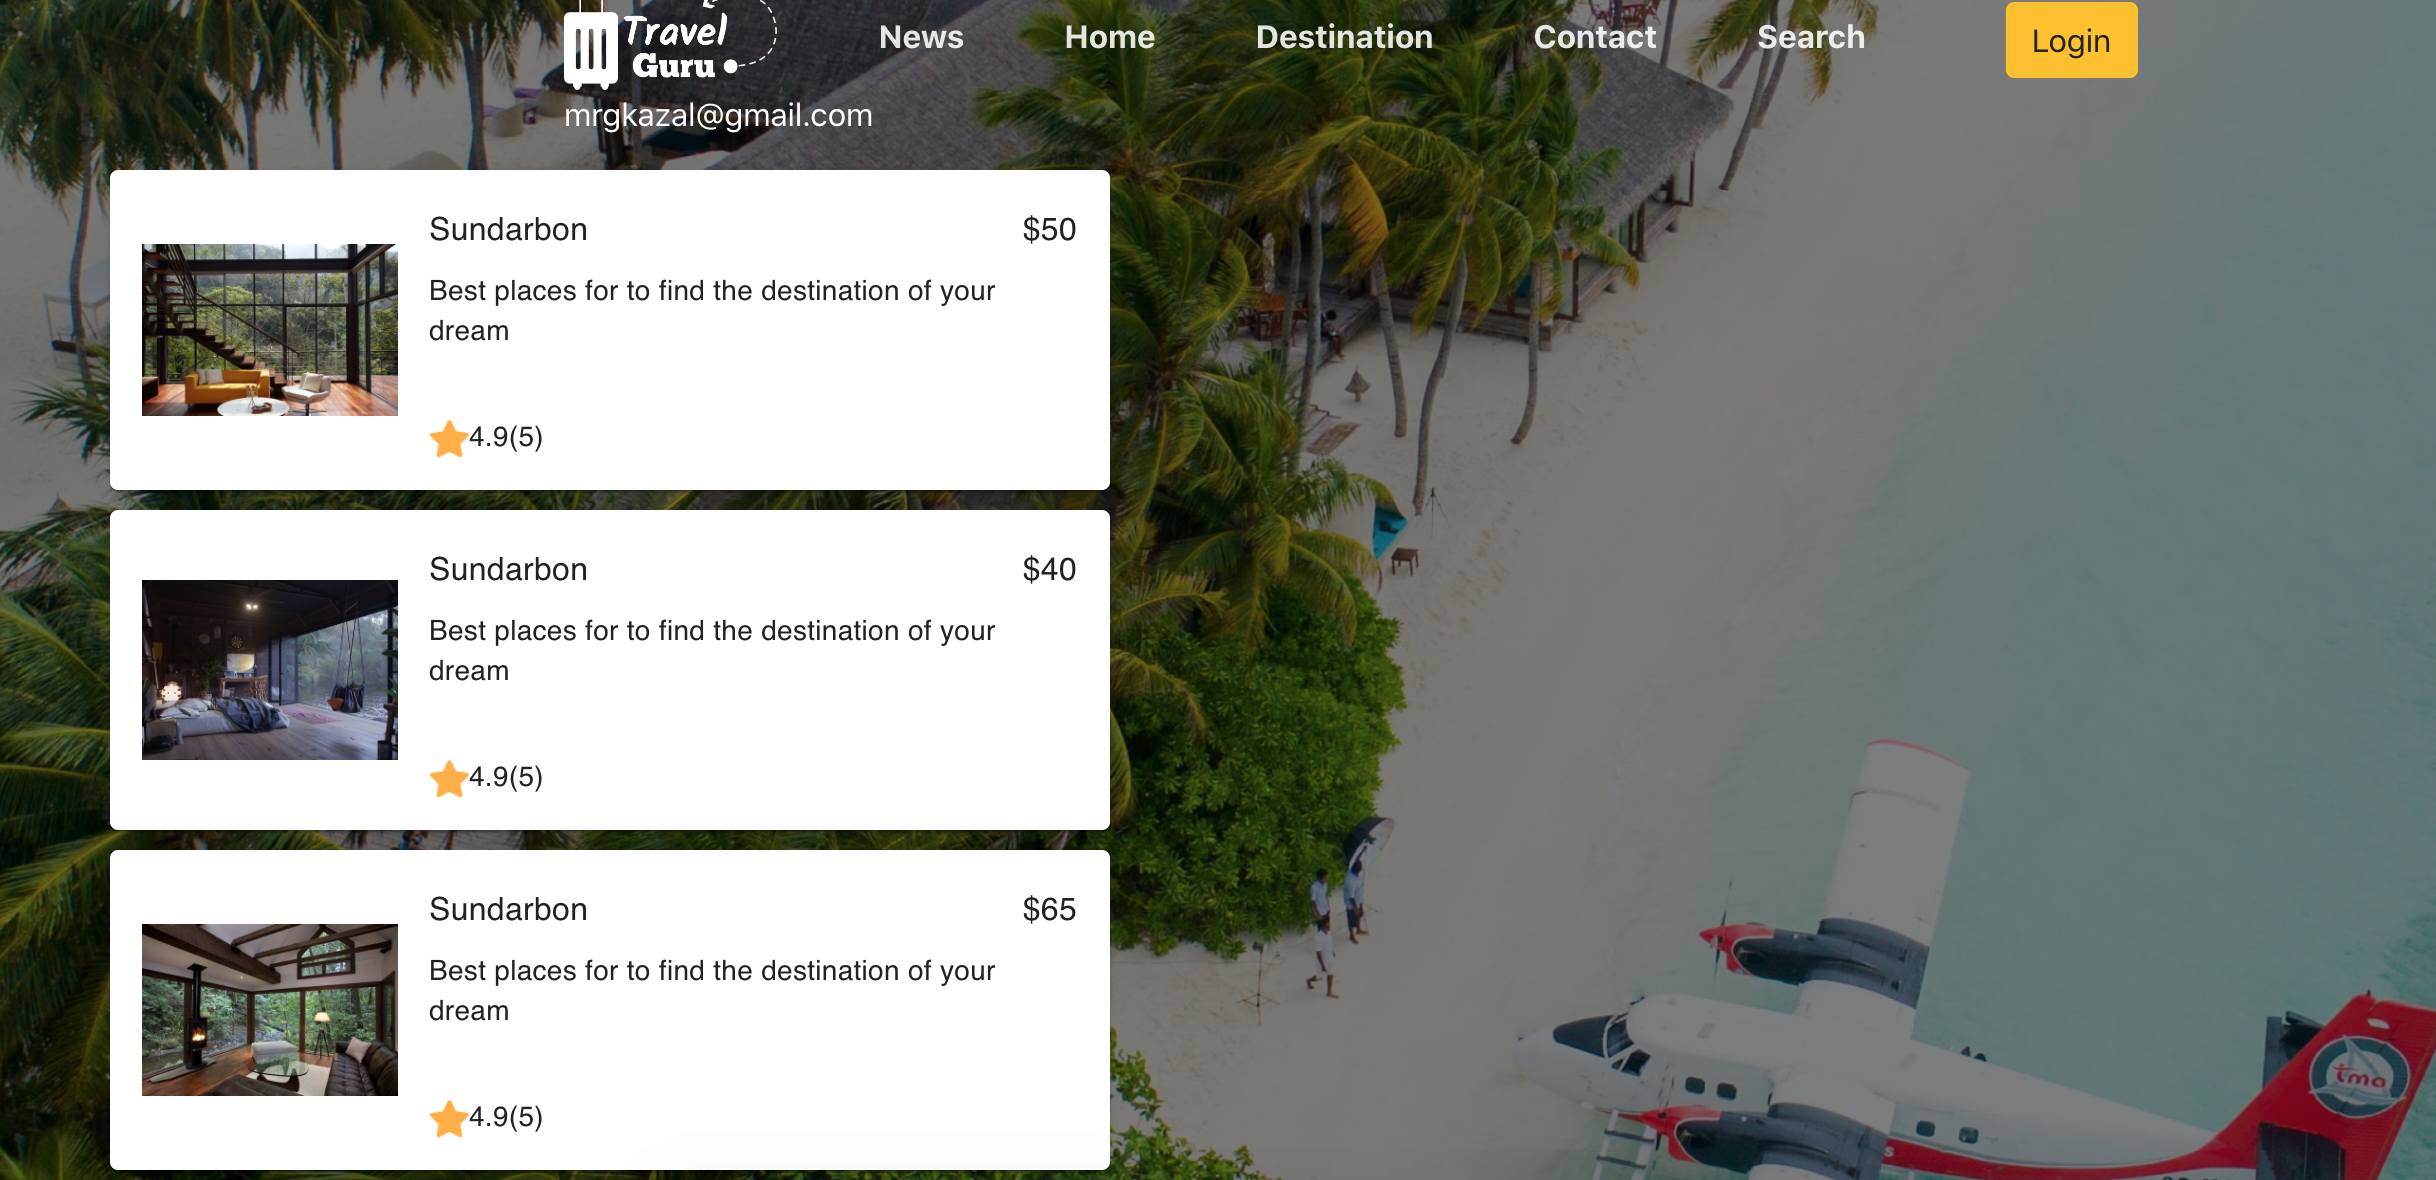 Travel
Guru
News
Home
Destination
Contact
Search
Login
mrgkazal@gmail.com
Sundarbon
$50
Best places for to find the destination of your
dream
4.9(5)
Sundarbon
$40
Best places for to find the destination of your
dream
4.9(5)
Sundarbon
$65
Best places for to find the destination of your
dream
4.9(5)
tma